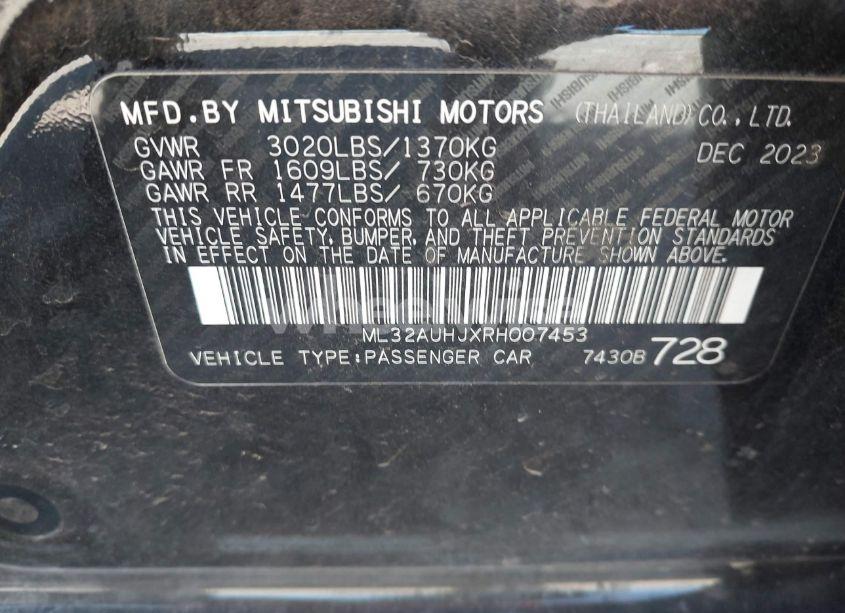 MFD.BY MITSUBISHI MOTORS (THAILAND) CO., LTD.
GVWR 3020LBS/1370KG DEC 2023
GAWR FR 1609LBS/ 730KG
GAWR RR 1477LBS/ 670KG
THIS VEHICLE CONFORMS TO ALL APPLICABLE FEDERAL MOTOR
VEHICLE SAFETY, BUMPER, AND THEFT PREVENTION STANDARDS
IN EFFECT ON THE DATE OF MANUFACTURE SHOWN ABOVE.
ML32AUHJXRH007453
VEHICLE TYPE:PASSENGER CAR 7430B 728